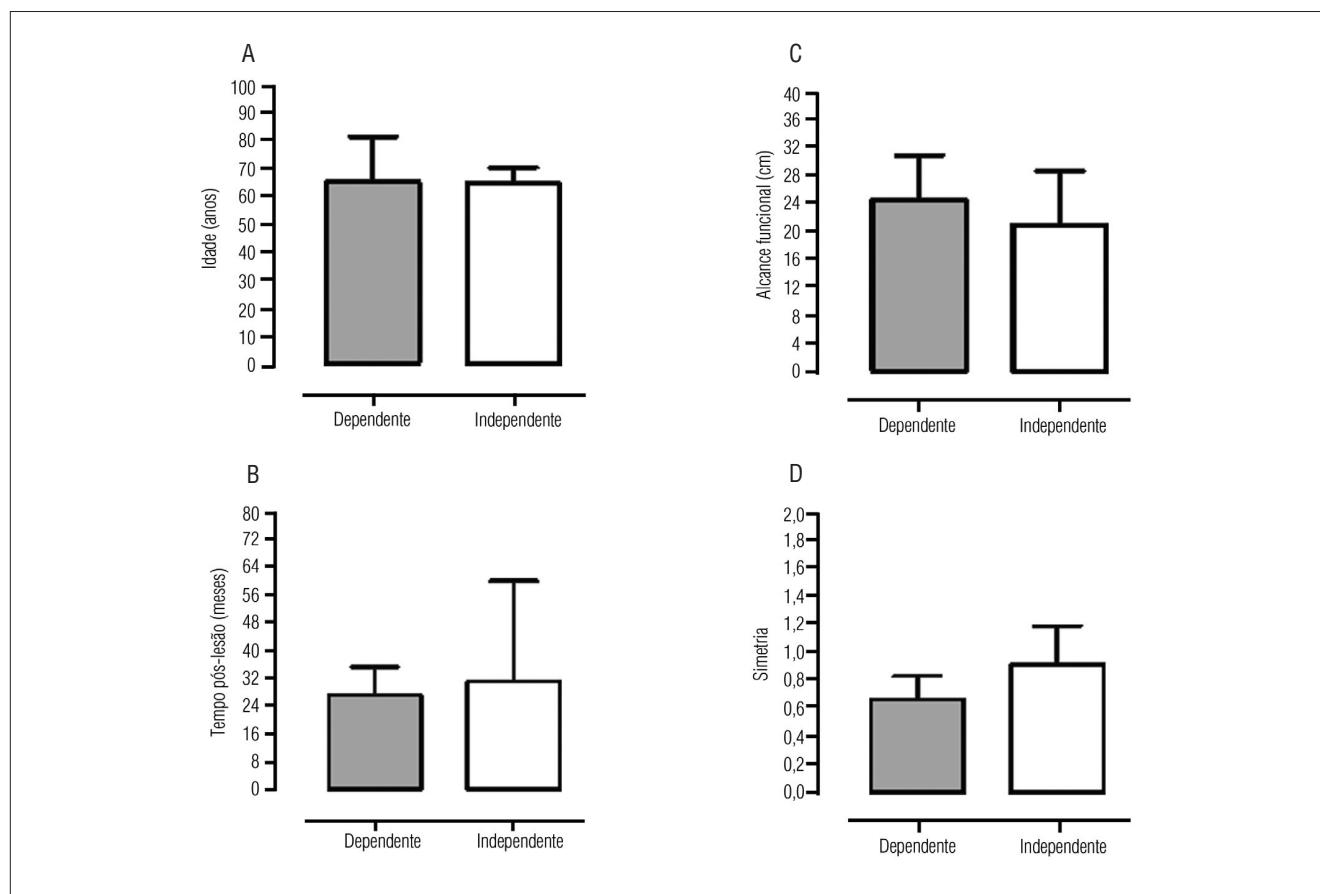 A
100
90
80
70
60
50
40
30
20
10
0
Idade (anos)
Dependente
Independente
B
80
72
64
56
48
40
32
24
16
8
0
Tempo pós-lesão (meses)
Dependente
Independente
C
40
36
32
28
24
20
16
12
8
4
0
Alcance funcional (cm)
Dependente
Independente
D
2,0
1,8
1,6
1,4
1,2
1,0
0,8
0,6
0,4
0,2
0,0
Simetria
Dependente
Independente